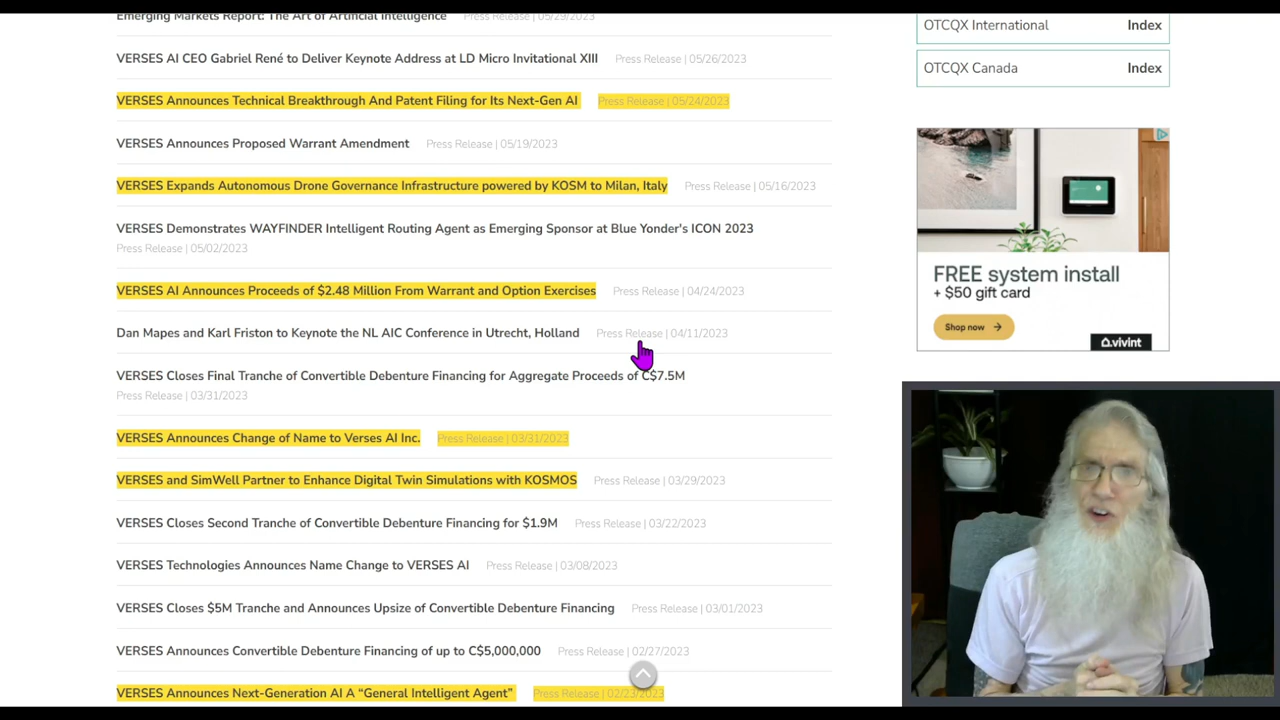 Emerging Markets Report: The Art of Artificial Intelligence Press Release | 05/29/2023
VERSES AI CEO Gabriel René to Deliver Keynote Address at LD Micro Invitational XIII Press Release | 05/26/2023
VERSES Announces Technical Breakthrough And Patent Filing for Its Next-Gen AI Press Release | 05/24/2023
VERSES Announces Proposed Warrant Amendment Press Release | 05/19/2023
VERSES Expands Autonomous Drone Governance Infrastructure powered by KOSM to Milan, Italy Press Release | 05/16/2023
VERSES Demonstrates WAYFINDER Intelligent Routing Agent as Emerging Sponsor at Blue Yonder's ICON 2023
Press Release | 05/02/2023
VERSES AI Announces Proceeds of $2.48 Million From Warrant and Option Exercises Press Release | 04/24/2023
Dan Mapes and Karl Friston to Keynote the NL AIC Conference in Utrecht, Holland Press Release | 04/11/2023
VERSES Closes Final Tranche of Convertible Debenture Financing for Aggregate Proceeds of C$7.5M
Press Release | 03/31/2023
VERSES Announces Change of Name to Verses AI Inc. Press Release | 03/31/2023
VERSES and SimWell Partner to Enhance Digital Twin Simulations with KOSMOS Press Release | 03/29/2023
VERSES Closes Second Tranche of Convertible Debenture Financing for $1.9M Press Release | 03/22/2023
VERSES Technologies Announces Name Change to VERSES AI Press Release | 03/08/2023
VERSES Closes $5M Tranche and Announces Upsize of Convertible Debenture Financing Press Release | 03/01/2023
VERSES Announces Convertible Debenture Financing of up to C$5,000,000 Press Release | 02/27/2023
VERSES Announces Next-Generation AI A “General Intelligent Agent” Press Release | 02/23/2023
OTCQX International Index
OTCQX Canada Index
FREE system install
+ $50 gift card
Shop now
vivint